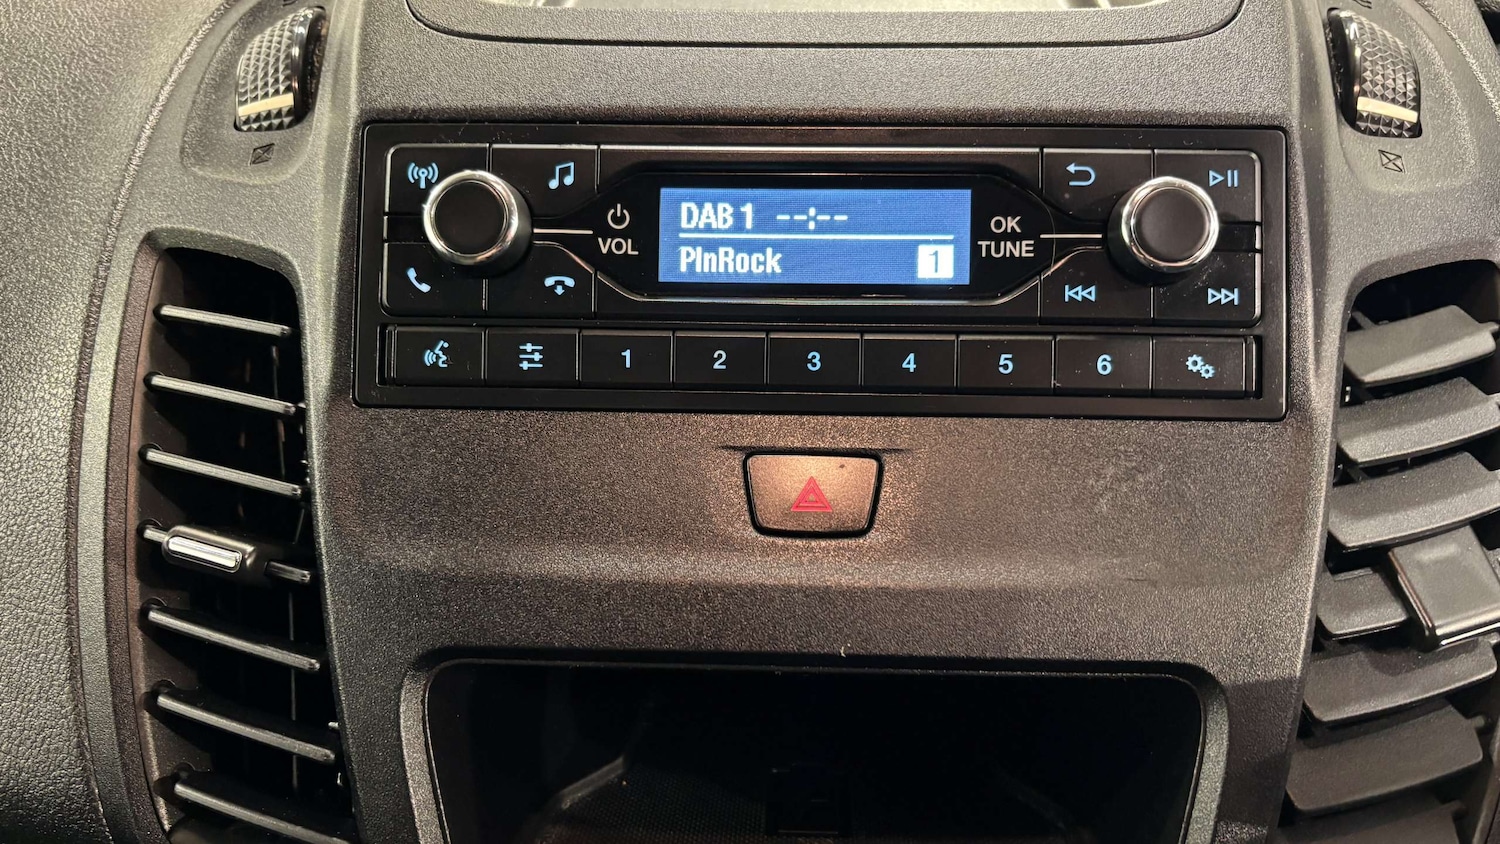 DAB 1 --:--
PlnRock
1
VOL
OK
TUNE
1 2 3 4 5 6